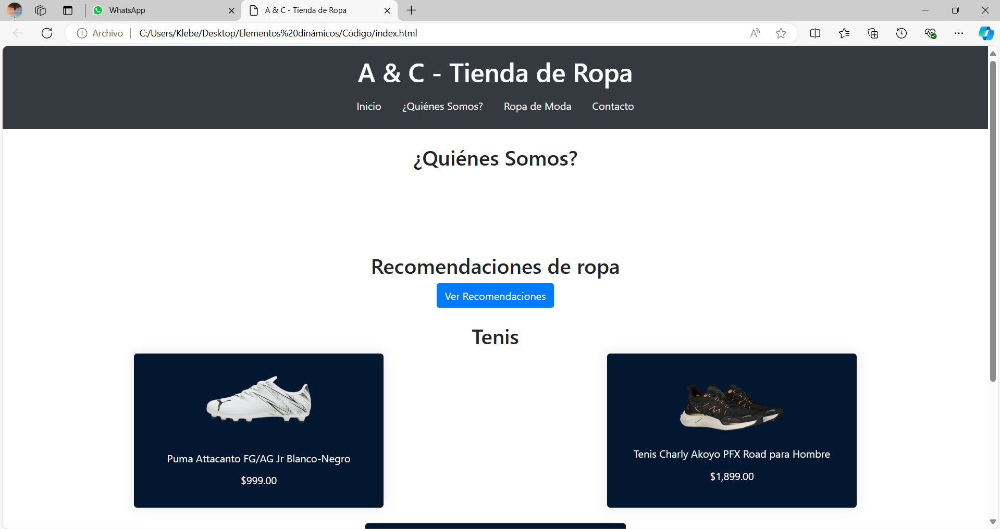 WhatsApp
A & C - Tienda de Ropa
Archivo
C:/Users/Klebe/Desktop/Elementos%20dinámicos/Código/index.html
A & C - Tienda de Ropa
Inicio ¿Quiénes Somos? Ropa de Moda Contacto
¿Quiénes Somos?
Recomendaciones de ropa
Ver Recomendaciones
Tenis
Puma Attacanto FG/AG Jr Blanco-Negro
$999.00
Tenis Charly Akoyo PFX Road para Hombre
$1,899.00